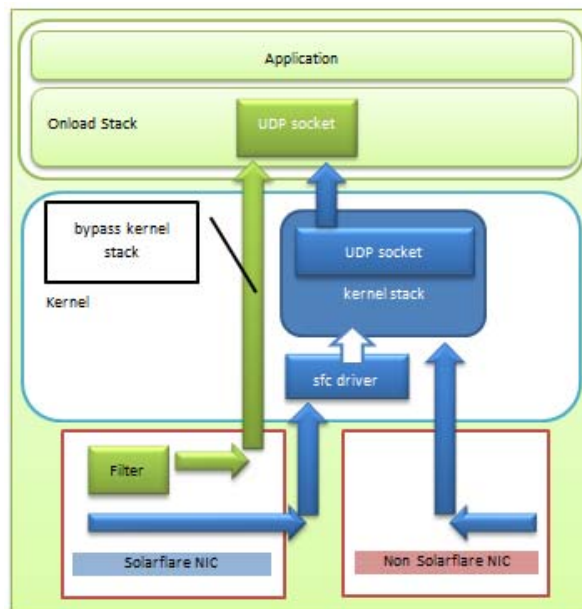 Application
Onload Stack
UDP socket
bypass kernel
stack
UDP socket
kernel stack
Kernel
sfc driver
Filter
Solarflare NIC
Non Solarflare NIC